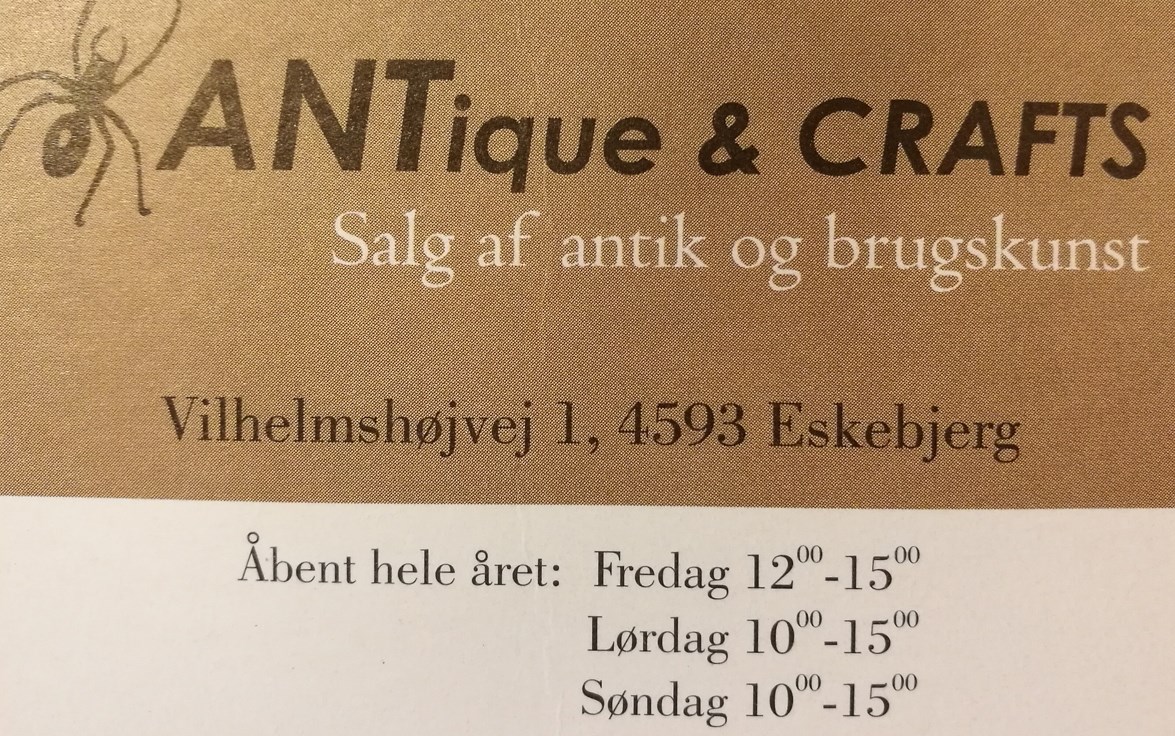 ANTique & CRAFTS
Salg af antik og brugskunst
Vilhelmshøjvej 1, 4593 Eskebjerg
Åbent hele året: Fredag 12⁰⁰-15⁰⁰
Lørdag 10⁰⁰-15⁰⁰
Søndag 10⁰⁰-15⁰⁰